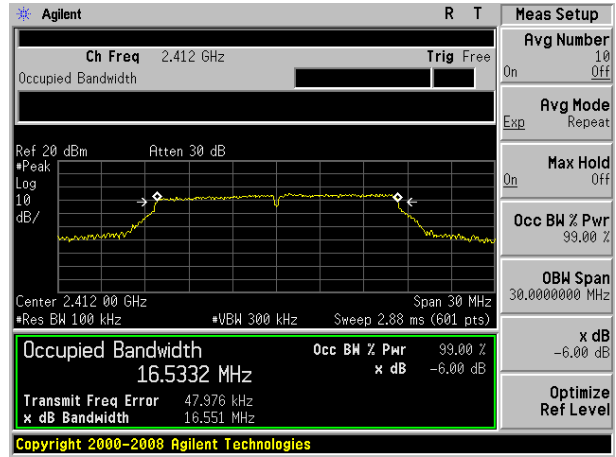 Agilent R T
Ch Freq 2.412 GHz Trig Free
Occupied Bandwidth
Ref 20 dBm Atten 30 dB
#Peak
Log
10
dB/
Center 2.412 00 GHz Span 30 MHz
#Res BW 100 kHz #VBW 300 kHz Sweep 2.88 ms (601 pts)
Occupied Bandwidth Occ BW % Pwr 99.00 %
16.5332 MHz x dB -6.00 dB
Transmit Freq Error 47.976 kHz
x dB Bandwidth 16.551 MHz
Copyright 2000-2008 Agilent Technologies
Meas Setup
Avg Number
10
On Off
Avg Mode
Exp Repeat
Max Hold
On Off
Occ BW % Pwr
99.00 %
OBW Span
30.0000000 MHz
x dB
-6.00 dB
Optimize
Ref Level